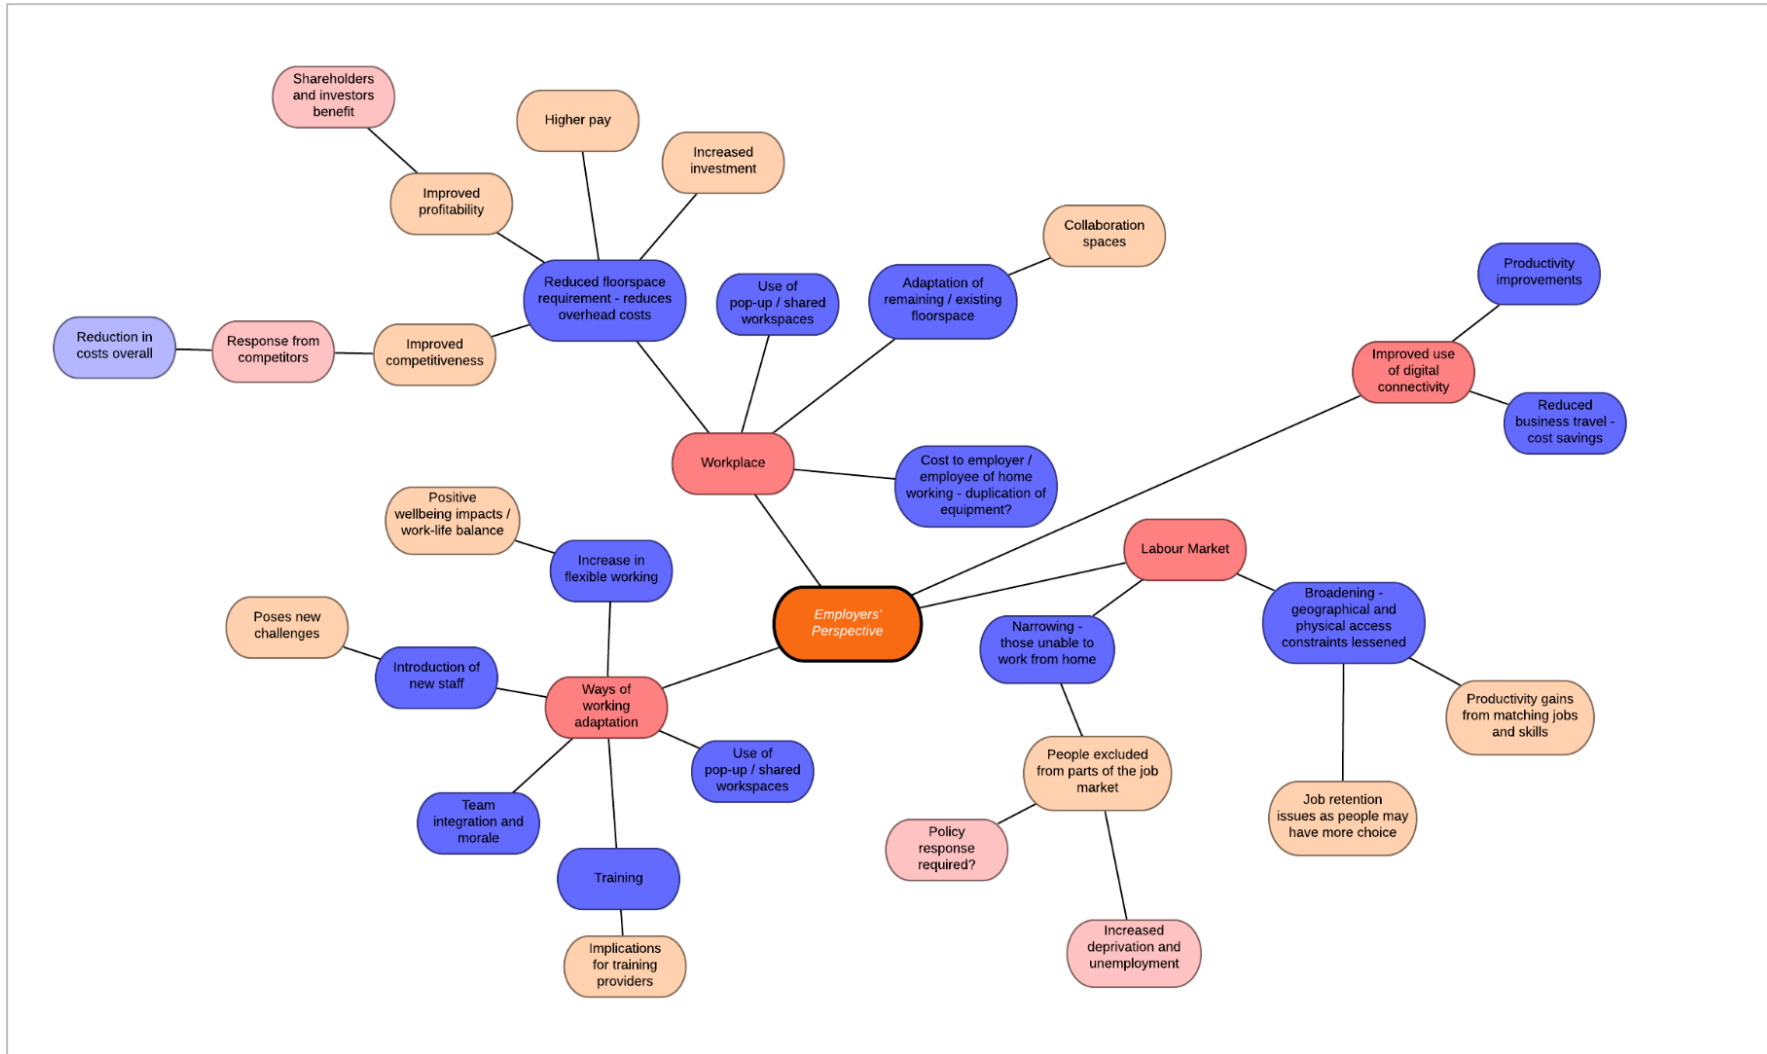 Shareholders
and investors
benefit
Higher pay
Increased
investment
Improved
profitability
Collaboration
spaces
Reduced floorspace
requirement - reduces
overhead costs
Use of
pop-up / shared
workspaces
Adaptation of
remaining / existing
floorspace
Productivity
improvements
Reduction in
costs overall
Response from
competitors
Improved
competitiveness
Improved use
of digital
connectivity
Reduced
business travel -
cost savings
Workplace
Cost to employer /
employee of home
working - duplication of
equipment?
Positive
wellbeing impacts /
work-life balance
Increase in
flexible working
Labour Market
Poses new
challenges
Introduction of
new staff
Employers'
Perspective
Narrowing -
those unable to
work from home
Broadening -
geographical and
physical access
constraints lessened
Ways of
working
adaptation
Productivity gains
from matching jobs
and skills
Use of
pop-up / shared
workspaces
People excluded
from parts of the job
market
Team
integration and
morale
Job retention
issues as people may
have more choice
Policy
response
required?
Training
Implications
for training
providers
Increased
deprivation and
unemployment